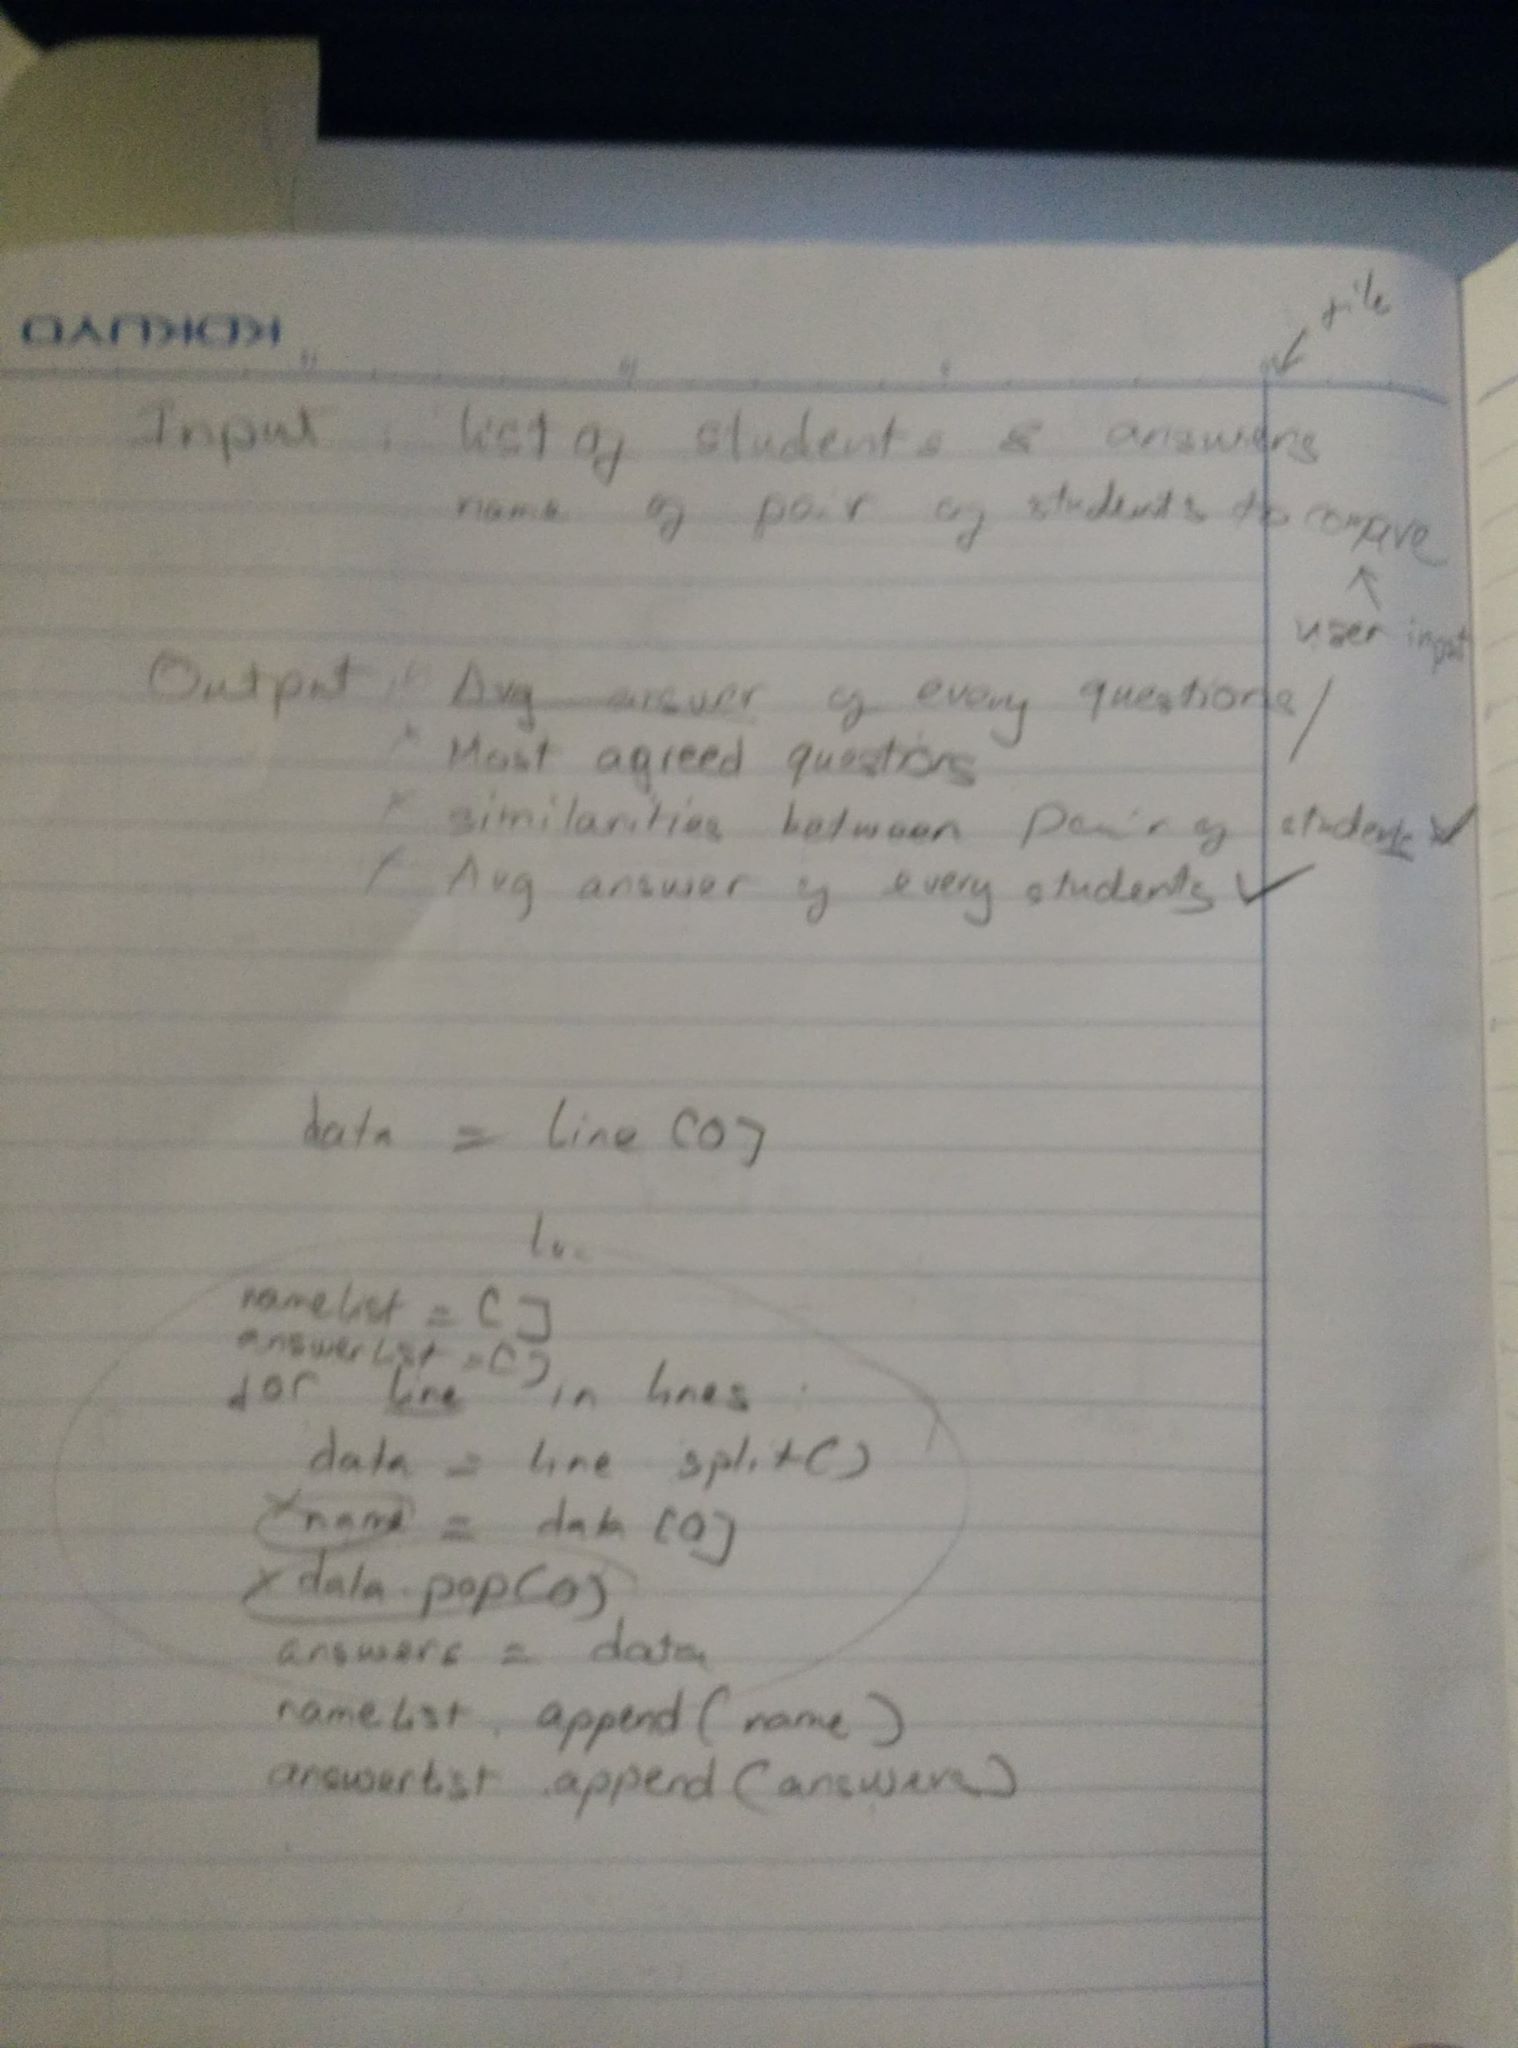 KOKUYO
file
Input : list of students & answers
name of pair of students to compare
user input
Output : Avg answer of every questions /
x Most agreed questions
x similarities between pair of students ✓
Avg answer of every students ✓
data = line [0]
namelist = []
answerlist = []
for line in lines :
data = line split()
x name = data [0]
x data.pop(0)
answers = data
namelist . append ( name )
answerlist .append (answers)